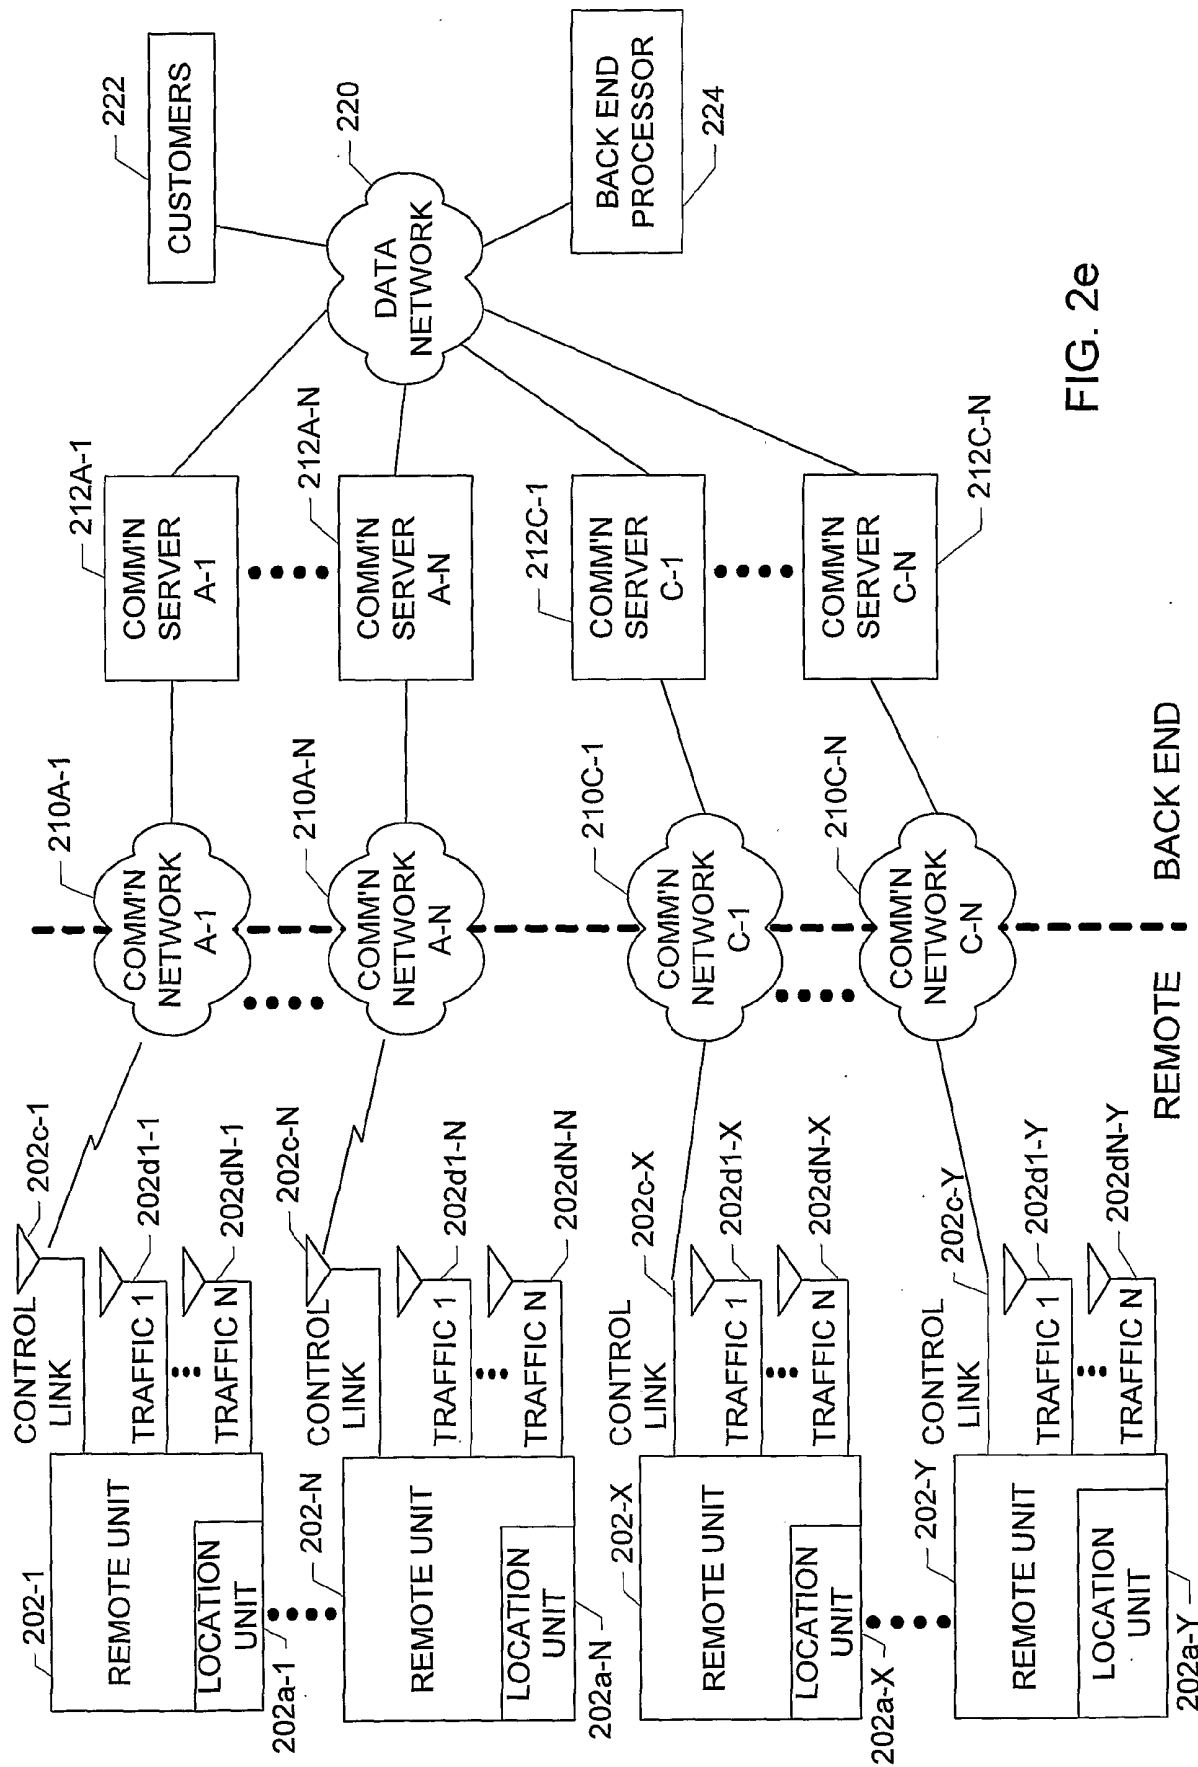 222
CUSTOMERS
220
DATA
NETWORK
BACK END
PROCESSOR
224
FIG. 2e
212A-1
COMM'N
SERVER
A-1
212A-N
COMM'N
SERVER
A-N
212C-1
COMM'N
SERVER
C-1
212C-N
COMM'N
SERVER
C-N
210A-1
COMM'N
NETWORK
A-1
210A-N
COMM'N
NETWORK
A-N
210C-1
COMM'N
NETWORK
C-1
210C-N
COMM'N
NETWORK
C-N
REMOTE
BACK END
202-1
REMOTE UNIT
LOCATION
UNIT
202a-1
CONTROL
LINK
202c-1
TRAFFIC 1
202d1-1
TRAFFIC N
202dN-1
202-N
REMOTE UNIT
LOCATION
UNIT
202a-N
CONTROL
LINK
202c-N
TRAFFIC 1
202d1-N
TRAFFIC N
202dN-N
202-X
REMOTE UNIT
LOCATION
UNIT
202a-X
CONTROL
LINK
202c-X
TRAFFIC 1
202d1-X
TRAFFIC N
202dN-X
202-Y
REMOTE UNIT
LOCATION
UNIT
202a-Y
CONTROL
LINK
202c-Y
TRAFFIC 1
202d1-Y
TRAFFIC N
202dN-Y